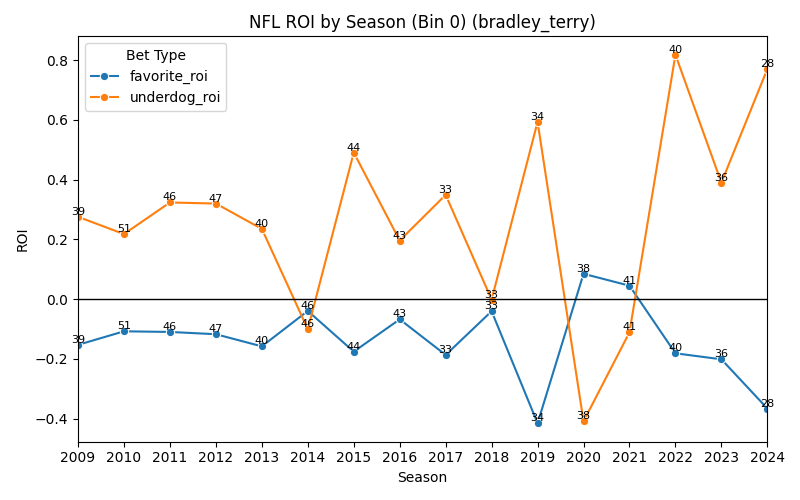 NFL ROI by Season (Bin 0) (bradley_terry)
Bet Type
favorite_roi
underdog_roi
ROI
0.8
0.6
0.4
0.2
0.0
−0.2
−0.4
39 51 46 47 40 46 44 43 33 33 34 38 41 40 36 28
39 51 46 47 40 46 44 43 33 33 34 38 41 40 36 28
2009 2010 2011 2012 2013 2014 2015 2016 2017 2018 2019 2020 2021 2022 2023 2024
Season